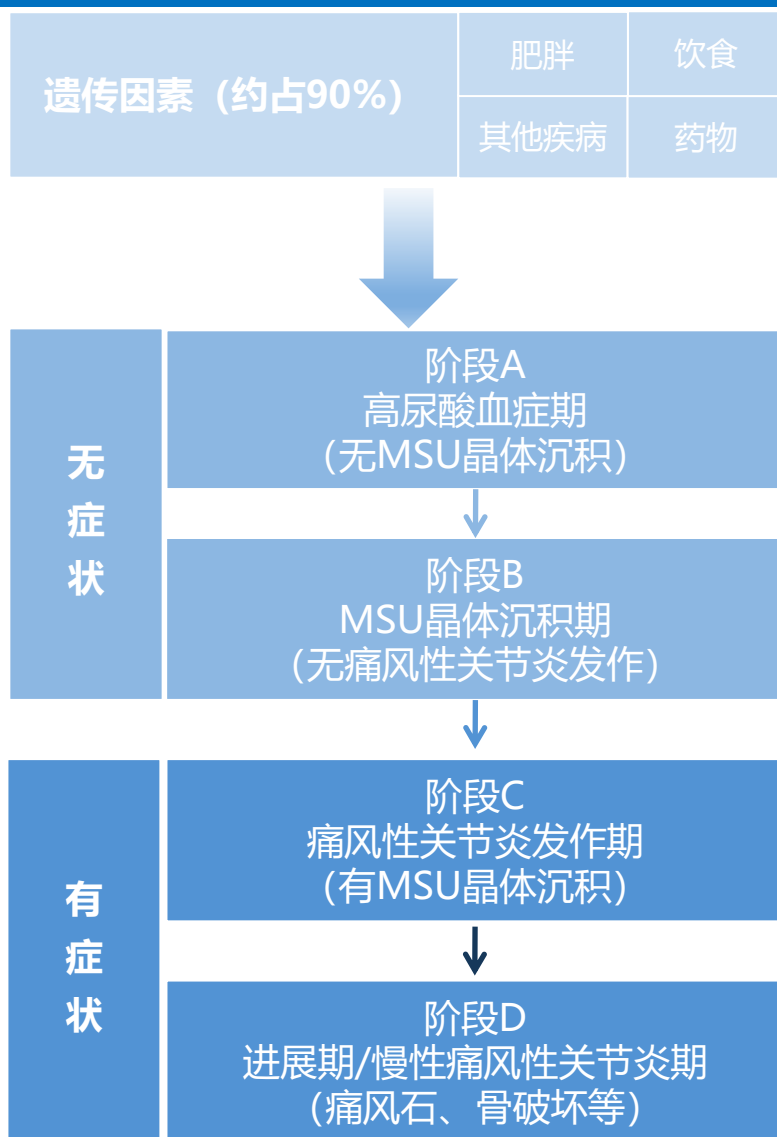 遗传因素（约占90%）
肥胖
饮食
其他疾病
药物
无
症
状
阶段A
高尿酸血症期
（无MSU晶体沉积）
阶段B
MSU晶体沉积期
（无痛风性关节炎发作）
有
症
状
阶段C
痛风性关节炎发作期
（有MSU晶体沉积）
阶段D
进展期/慢性痛风性关节炎期
（痛风石、骨破坏等）